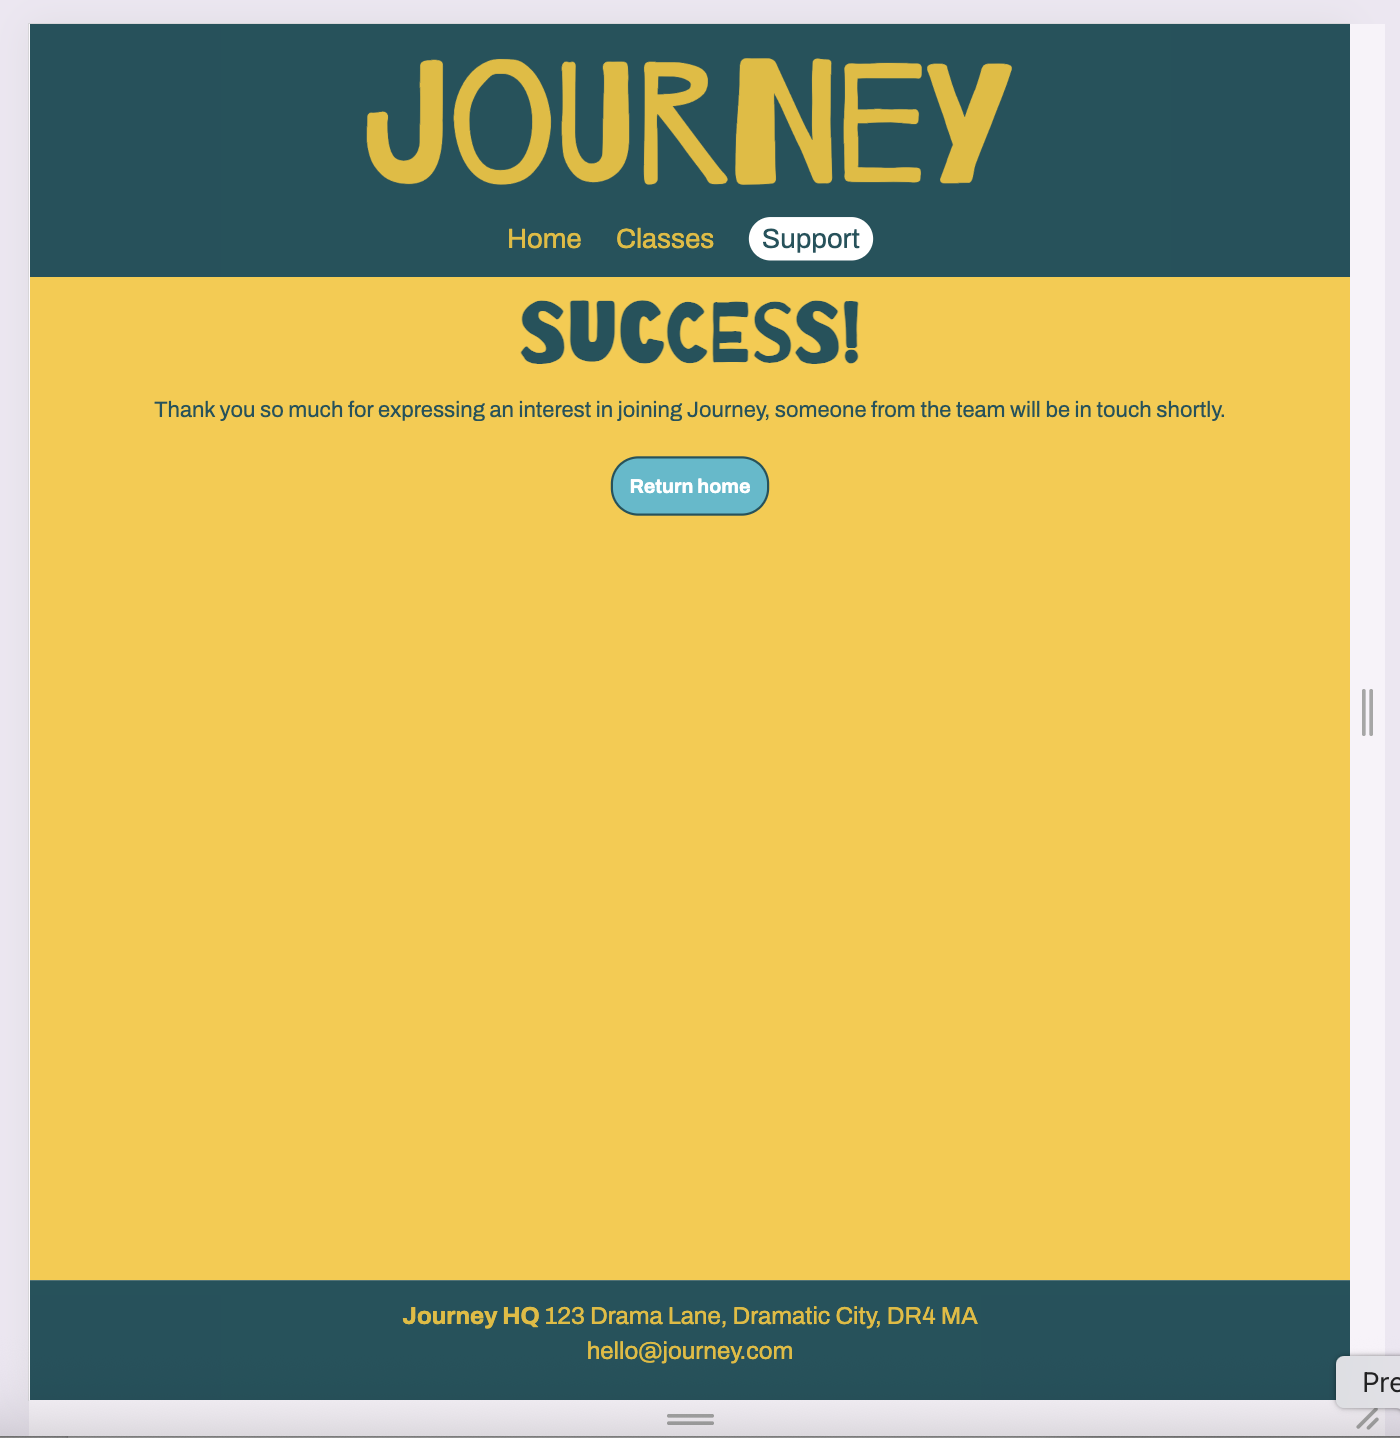 JOURNEY
Home Classes Support
SUCCESS!
Thank you so much for expressing an interest in joining Journey, someone from the team will be in touch shortly.
Return home
Journey HQ 123 Drama Lane, Dramatic City, DR4 MA
hello@journey.com
Pre